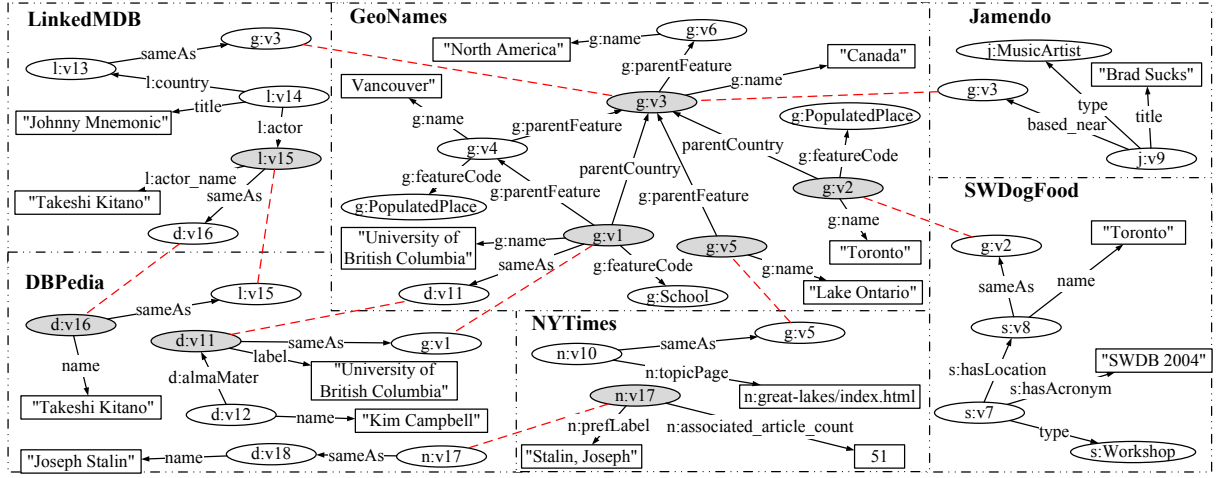 LinkedMDB
g:v3
sameAs
l:v13
l:country
l:v14
title
"Johnny Mnemonic"
l:actor
l:v15
l:actor_name
sameAs
"Takeshi Kitano"
d:v16
GeoNames
"North America"
g:name
g:v6
g:parentFeature
g:name
"Canada"
Vancouver"
g:v3
g:name
g:parentFeature
g:PopulatedPlace
g:v4
parentCountry
g:featureCode
g:featureCode
parentCountry
g:parentFeature
g:parentFeature
g:v2
g:PopulatedPlace
g:name
"University of
British Columbia"
g:name
g:v1
g:v5
"Toronto"
sameAs
g:featureCode
g:name
d:v11
g:School
"Lake Ontario"
Jamendo
j:MusicArtist
"Brad Sucks"
g:v3
type
based_near
title
j:v9
SWDogFood
"Toronto"
g:v2
sameAs
name
s:v8
"SWDB 2004"
s:hasLocation
s:hasAcronym
s:v7
type
s:Workshop
DBPedia
l:v15
sameAs
d:v16
d:v11
sameAs
g:v1
name
label
"University of
British Columbia"
d:almaMater
"Takeshi Kitano"
d:v12
name
"Kim Campbell"
"Joseph Stalin"
name
d:v18
sameAs
n:v17
NYTimes
g:v5
sameAs
n:v10
n:topicPage
n:great-lakes/index.html
n:v17
n:prefLabel
n:associated_article_count
"Stalin, Joseph"
51